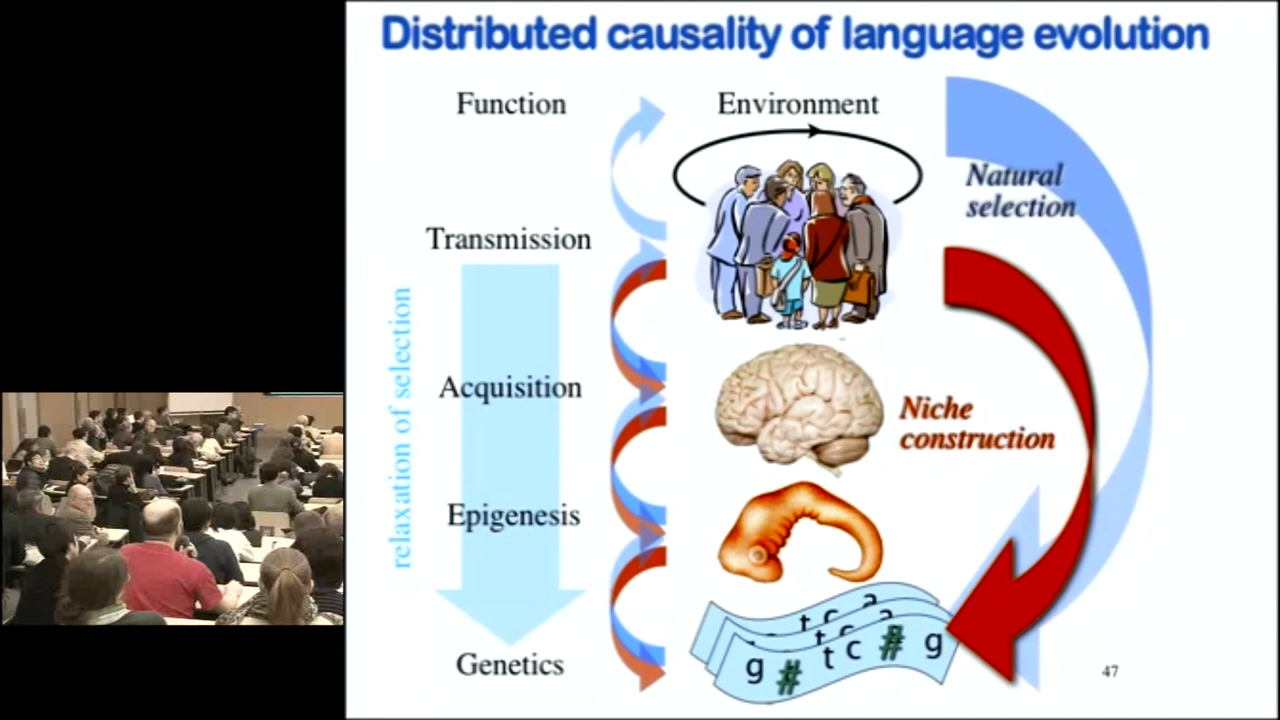 Distributed causality of language evolution
Function
Environment
Natural
selection
Transmission
relaxation of selection
Acquisition
Niche
construction
Epigenesis
t c a
t c a
g # t c # g
Genetics
47